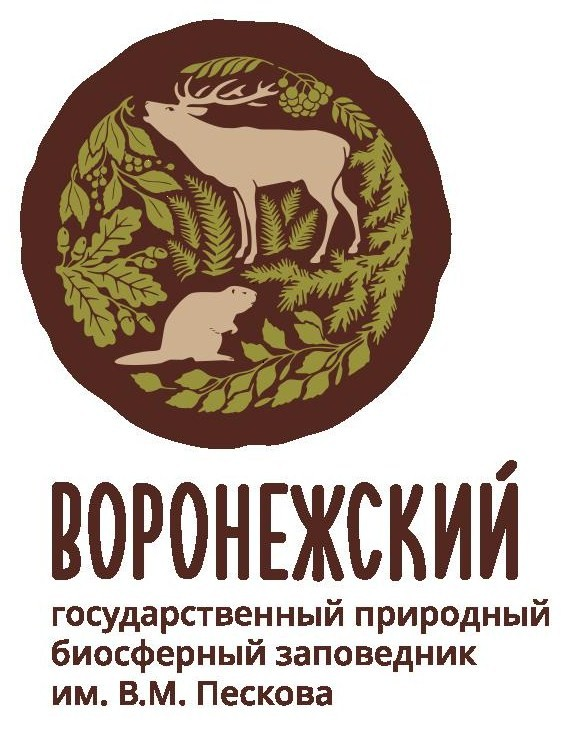 ВОРОНЕЖСКИЙ
государственный природный
биосферный заповедник
им. В.М. Пескова